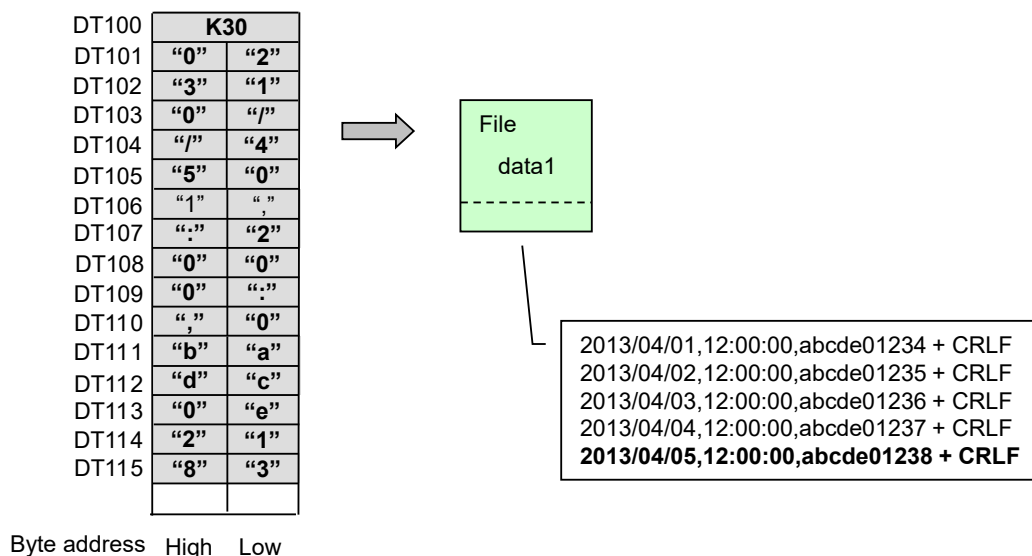 DT100 K30
DT101 “0” “2”
DT102 “3” “1”
DT103 “0” “/”
DT104 “/” “4”
DT105 “5” “0”
DT106 “1” “,”
DT107 “:” “2”
DT108 “0” “0”
DT109 “0” “:”
DT110 “,” “0”
DT111 “b” “a”
DT112 “d” “c”
DT113 “0” “e”
DT114 “2” “1”
DT115 “8” “3”
Byte address High Low
File
data1
2013/04/01,12:00:00,abcde01234 + CRLF
2013/04/02,12:00:00,abcde01235 + CRLF
2013/04/03,12:00:00,abcde01236 + CRLF
2013/04/04,12:00:00,abcde01237 + CRLF
2013/04/05,12:00:00,abcde01238 + CRLF